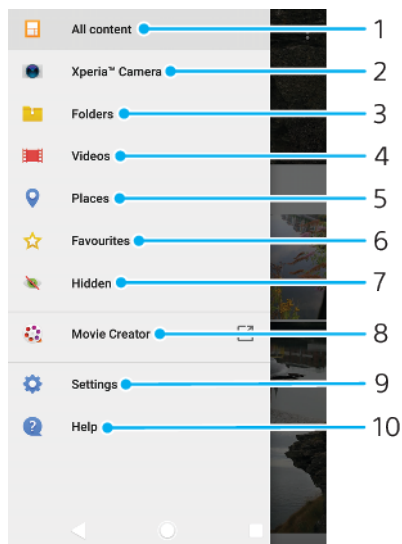 All content 1
Xperia™ Camera 2
Folders 3
Videos 4
Places 5
Favourites 6
Hidden 7
Movie Creator 8
Settings 9
? Help 10